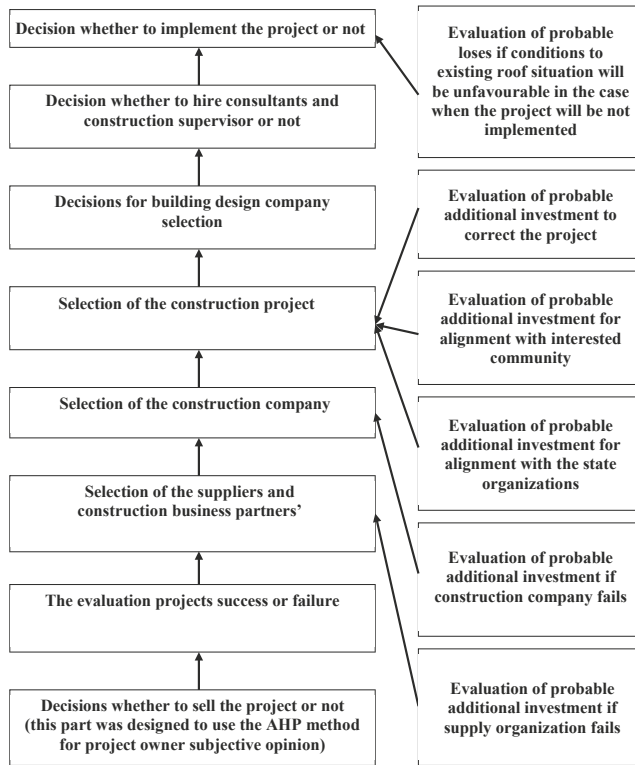 Decision whether to implement the project or not
Decision whether to hire consultants and
construction supervisor or not
Decisions for building design company
selection
Selection of the construction project
Selection of the construction company
Selection of the suppliers and
construction business partners’
The evaluation projects success or failure
Decisions whether to sell the project or not
(this part was designed to use the AHP method
for project owner subjective opinion)
Evaluation of probable
loses if conditions to
existing roof situation will
be unfavourable in the case
when the project will be not
implemented
Evaluation of probable
additional investment to
correct the project
Evaluation of probable
additional investment for
alignment with interested
community
Evaluation of probable
additional investment for
alignment with the state
organizations
Evaluation of probable
additional investment if
construction company fails
Evaluation of probable
additional investment if
supply organization fails